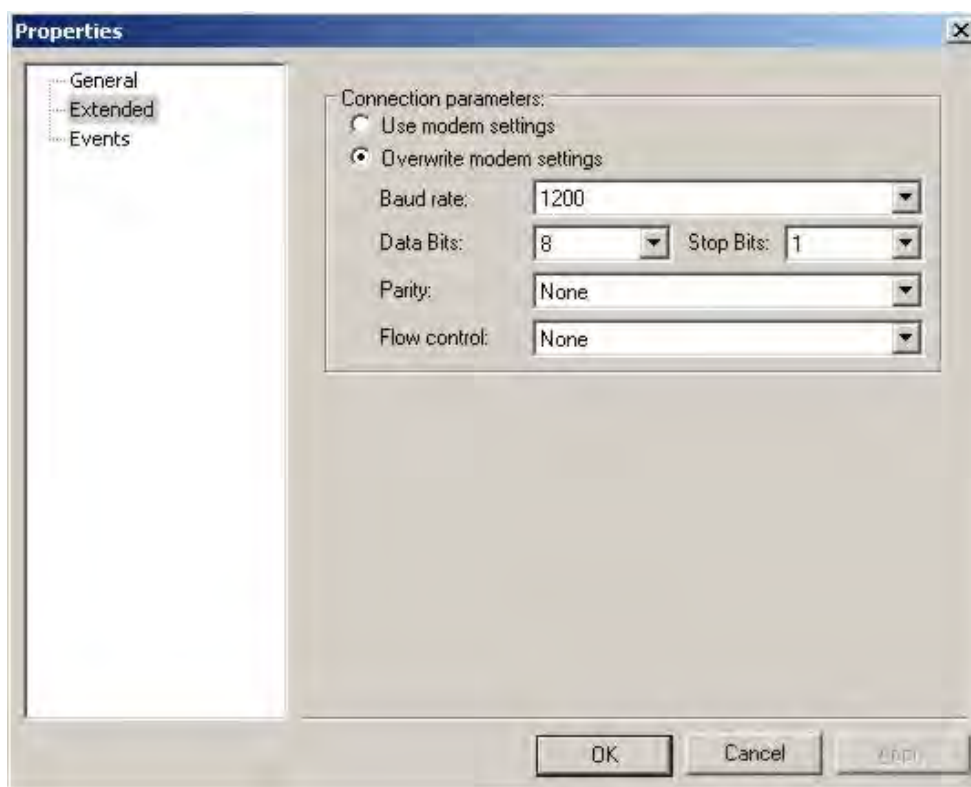 Properties
General
Extended
Events
Connection parameters:
Use modem settings
Overwrite modem settings
Baud rate: 1200
Data Bits: 8 Stop Bits: 1
Parity: None
Flow control: None
OK Cancel Apply